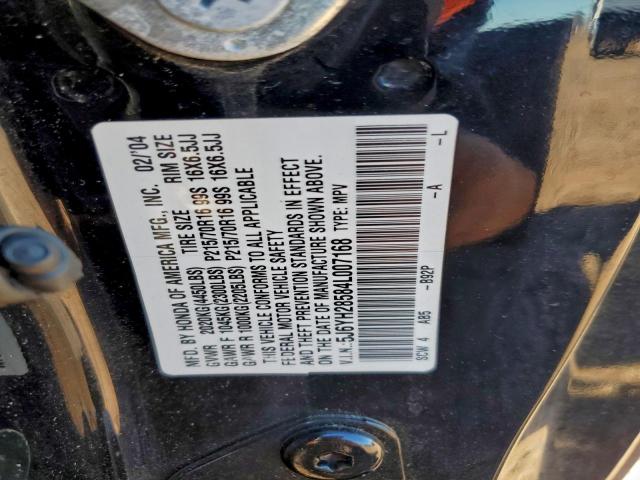 MFD. BY HONDA OF AMERICA MFG., INC. 02/'04
GVWR 2020KG(4450LBS) TIRE SIZE RIM SIZE
GAWR F 1045KG(2300LBS) P215/70R16 99S 16X6.5JJ
GAWR R 1000KG(2205LBS) P215/70R16 99S 16X6.5JJ
THIS VEHICLE CONFORMS TO ALL APPLICABLE
FEDERAL MOTOR VEHICLE SAFETY
AND THEFT PREVENTION STANDARDS IN EFFECT
ON THE DATE OF MANUFACTURE SHOWN ABOVE.
V.I.N.: 5J6YH28584L007168 TYPE: MPV
SCW 4 AB5 -B92P -A -L